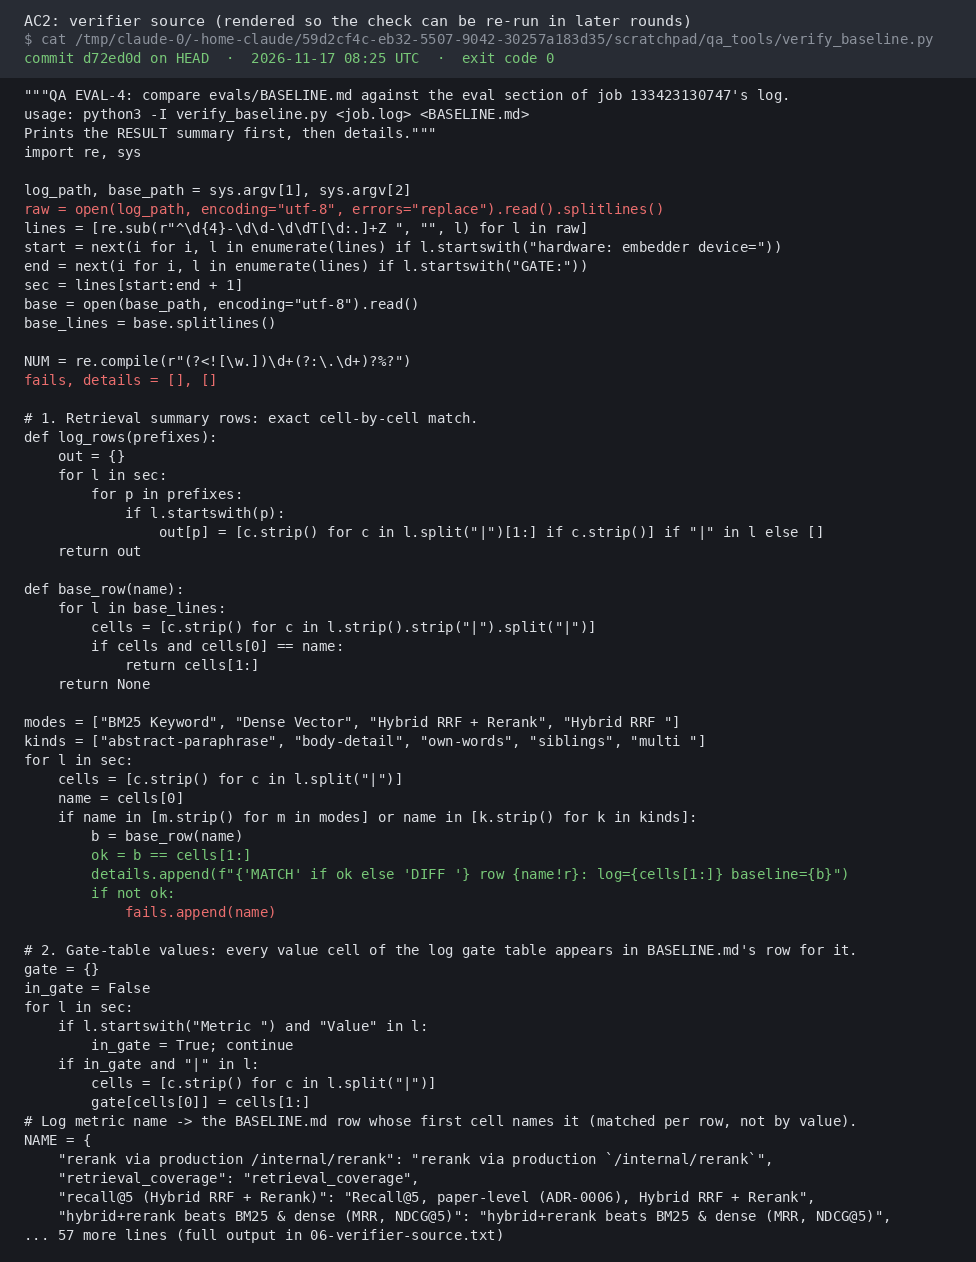 AC2: verifier source (rendered so the check can be re-run in later rounds)
$ cat /tmp/claude-0/-home-claude/59d2cf4c-eb32-5507-9042-30257a183d35/scratchpad/qa_tools/verify_baseline.py
commit d72ed0d on HEAD  ·  2026-11-17 08:25 UTC  ·  exit code 0
"""QA EVAL-4: compare evals/BASELINE.md against the eval section of job 133423130747's log.
usage: python3 -I verify_baseline.py <job.log> <BASELINE.md>
Prints the RESULT summary first, then details."""
import re, sys

log_path, base_path = sys.argv[1], sys.argv[2]
raw = open(log_path, encoding="utf-8", errors="replace").read().splitlines()
lines = [re.sub(r"^\d{4}-\d\d-\d\dT[\d:.]+Z ", "", l) for l in raw]
start = next(i for i, l in enumerate(lines) if l.startswith("hardware: embedder device="))
end = next(i for i, l in enumerate(lines) if l.startswith("GATE:"))
sec = lines[start:end + 1]
base = open(base_path, encoding="utf-8").read()
base_lines = base.splitlines()

NUM = re.compile(r"(?<![\w.])\d+(?:\.\d+)?%?")
fails, details = [], []

# 1. Retrieval summary rows: exact cell-by-cell match.
def log_rows(prefixes):
    out = {}
    for l in sec:
        for p in prefixes:
            if l.startswith(p):
                out[p] = [c.strip() for c in l.split("|")[1:] if c.strip()] if "|" in l else []
    return out

def base_row(name):
    for l in base_lines:
        cells = [c.strip() for c in l.strip().strip("|").split("|")]
        if cells and cells[0] == name:
            return cells[1:]
    return None

modes = ["BM25 Keyword", "Dense Vector", "Hybrid RRF + Rerank", "Hybrid RRF "]
kinds = ["abstract-paraphrase", "body-detail", "own-words", "siblings", "multi "]
for l in sec:
    cells = [c.strip() for c in l.split("|")]
    name = cells[0]
    if name in [m.strip() for m in modes] or name in [k.strip() for k in kinds]:
        b = base_row(name)
        ok = b == cells[1:]
        details.append(f"{'MATCH' if ok else 'DIFF '} row {name!r}: log={cells[1:]} baseline={b}")
        if not ok:
            fails.append(name)

# 2. Gate-table values: every value cell of the log gate table appears in BASELINE.md's row for it.
gate = {}
in_gate = False
for l in sec:
    if l.startswith("Metric ") and "Value" in l:
        in_gate = True; continue
    if in_gate and "|" in l:
        cells = [c.strip() for c in l.split("|")]
        gate[cells[0]] = cells[1:]
# Log metric name -> the BASELINE.md row whose first cell names it (matched per row, not by value).
NAME = {
    "rerank via production /internal/rerank": "rerank via production `/internal/rerank`",
    "retrieval_coverage": "retrieval_coverage",
    "recall@5 (Hybrid RRF + Rerank)": "Recall@5, paper-level (ADR-0006), Hybrid RRF + Rerank",
    "hybrid+rerank beats BM25 & dense (MRR, NDCG@5)": "hybrid+rerank beats BM25 & dense (MRR, NDCG@5)",
... 57 more lines (full output in 06-verifier-source.txt)